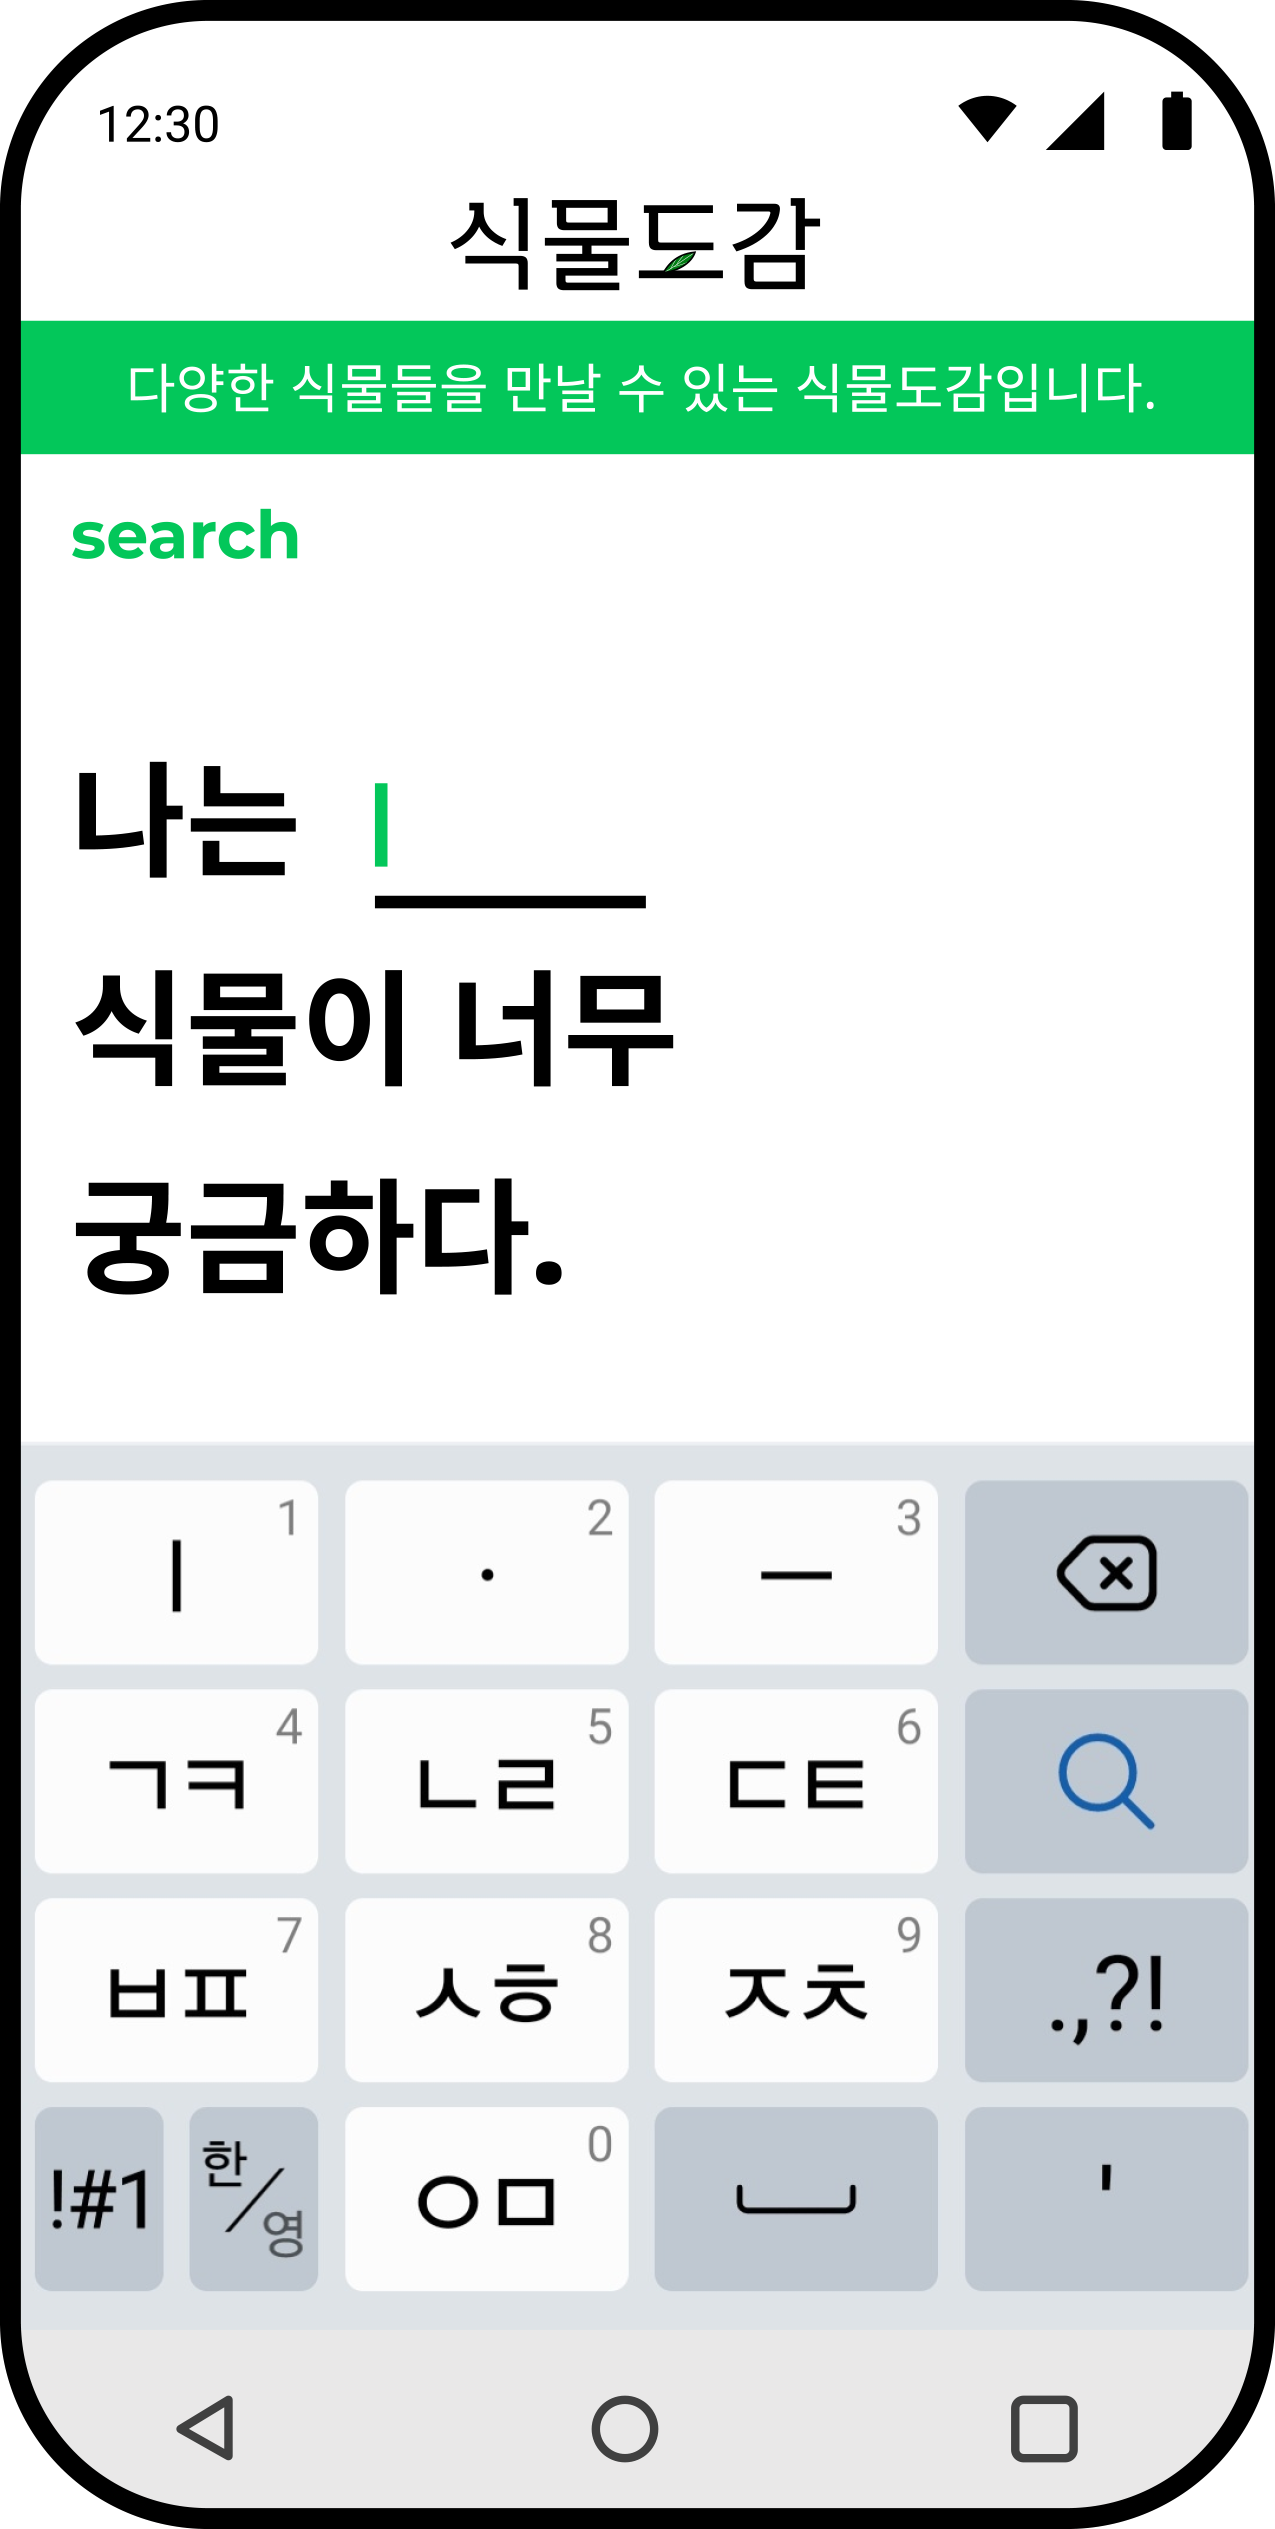 12:30
식물도감
다양한 식물들을 만날 수 있는 식물도감입니다.
search
나는
식물이 너무
궁금하다.
ㅣ 1
· 2
ㅡ 3
ㄱㅋ 4
ㄴㄹ 5
ㄷㅌ 6
ㅂㅍ 7
ㅅㅎ 8
ㅈㅊ 9
.,?!
!#1
한/영
ㅇㅁ 0
'